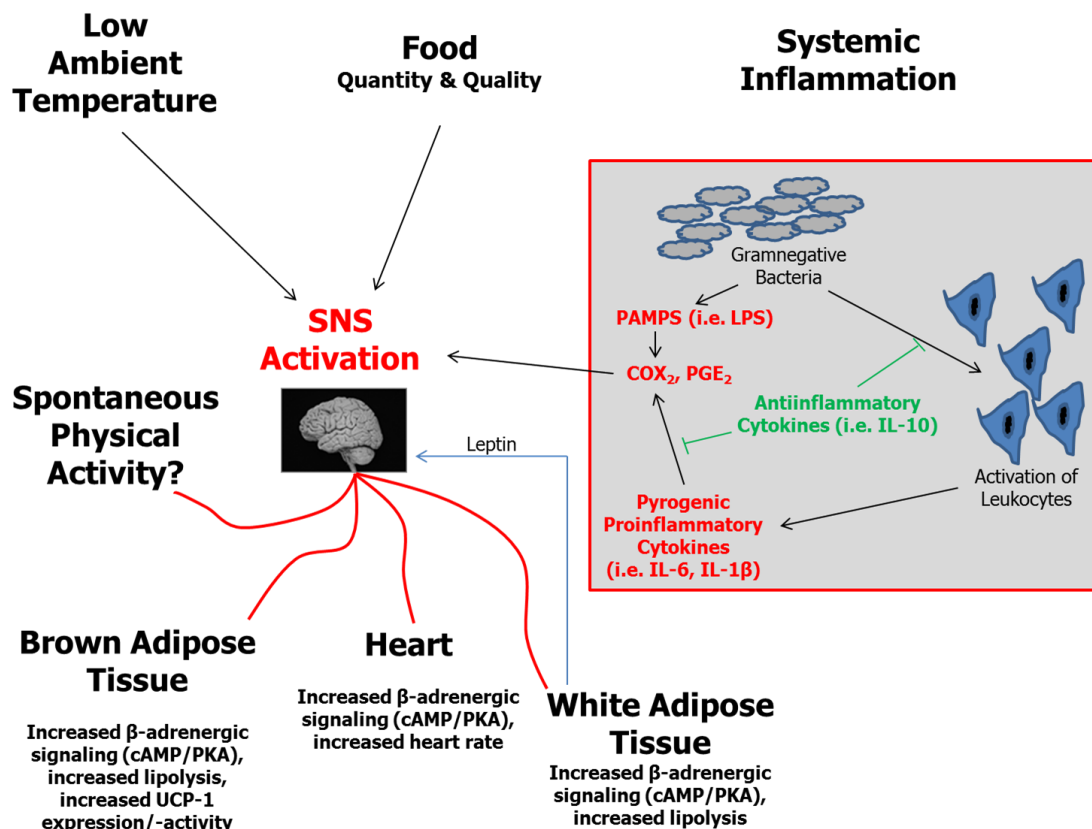 Low
Ambient
Temperature
Food
Quantity & Quality
Systemic
Inflammation
Gramnegative
Bacteria
PAMPS (i.e. LPS)
COX₂, PGE₂
Antiinflammatory
Cytokines (i.e. IL-10)
Activation of
Leukocytes
Pyrogenic
Proinflammatory
Cytokines
(i.e. IL-6, IL-1β)
SNS
Activation
Leptin
Spontaneous
Physical
Activity?
Brown Adipose
Tissue
Increased β-adrenergic
signaling (cAMP/PKA),
increased lipolysis,
increased UCP-1
expression/-activity
Heart
Increased β-adrenergic
signaling (cAMP/PKA),
increased heart rate
White Adipose
Tissue
Increased β-adrenergic
signaling (cAMP/PKA),
increased lipolysis